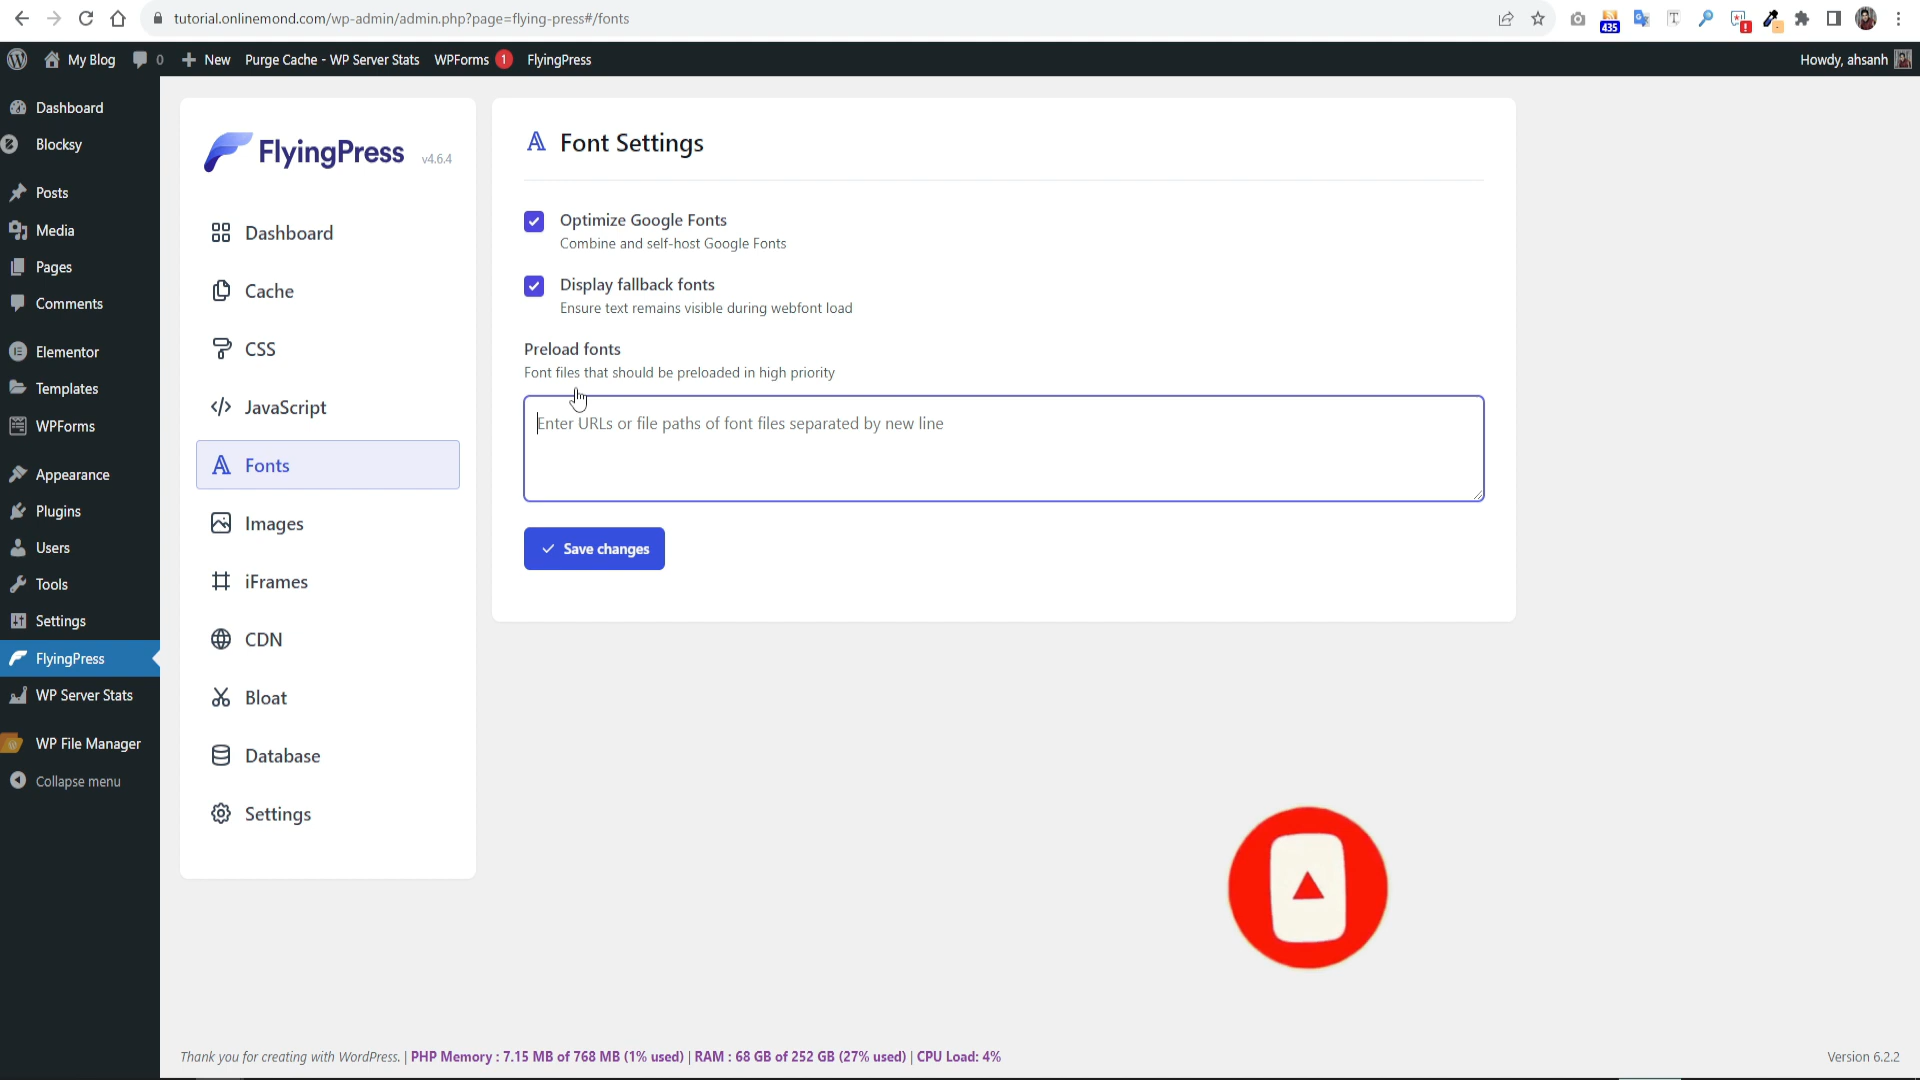 tutorial.onlinemond.com/wp-admin/admin.php?page=flying-press#/fonts
435
My Blog 0 New Purge Cache - WP Server Stats WPForms 1 FlyingPress
Howdy, ahsanh
Dashboard
Blocksy
Posts
Media
Pages
Comments
Elementor
Templates
WPForms
Appearance
Plugins
Users
Tools
Settings
FlyingPress
WP Server Stats
WP File Manager
Collapse menu
FlyingPress v4.6.4
Dashboard
Cache
CSS
JavaScript
Fonts
Images
iFrames
CDN
Bloat
Database
Settings
Font Settings
Optimize Google Fonts
Combine and self-host Google Fonts
Display fallback fonts
Ensure text remains visible during webfont load
Preload fonts
Font files that should be preloaded in high priority
Enter URLs or file paths of font files separated by new line
Save changes
Thank you for creating with WordPress. | PHP Memory : 7.15 MB of 768 MB (1% used) | RAM : 68 GB of 252 GB (27% used) | CPU Load: 4%
Version 6.2.2